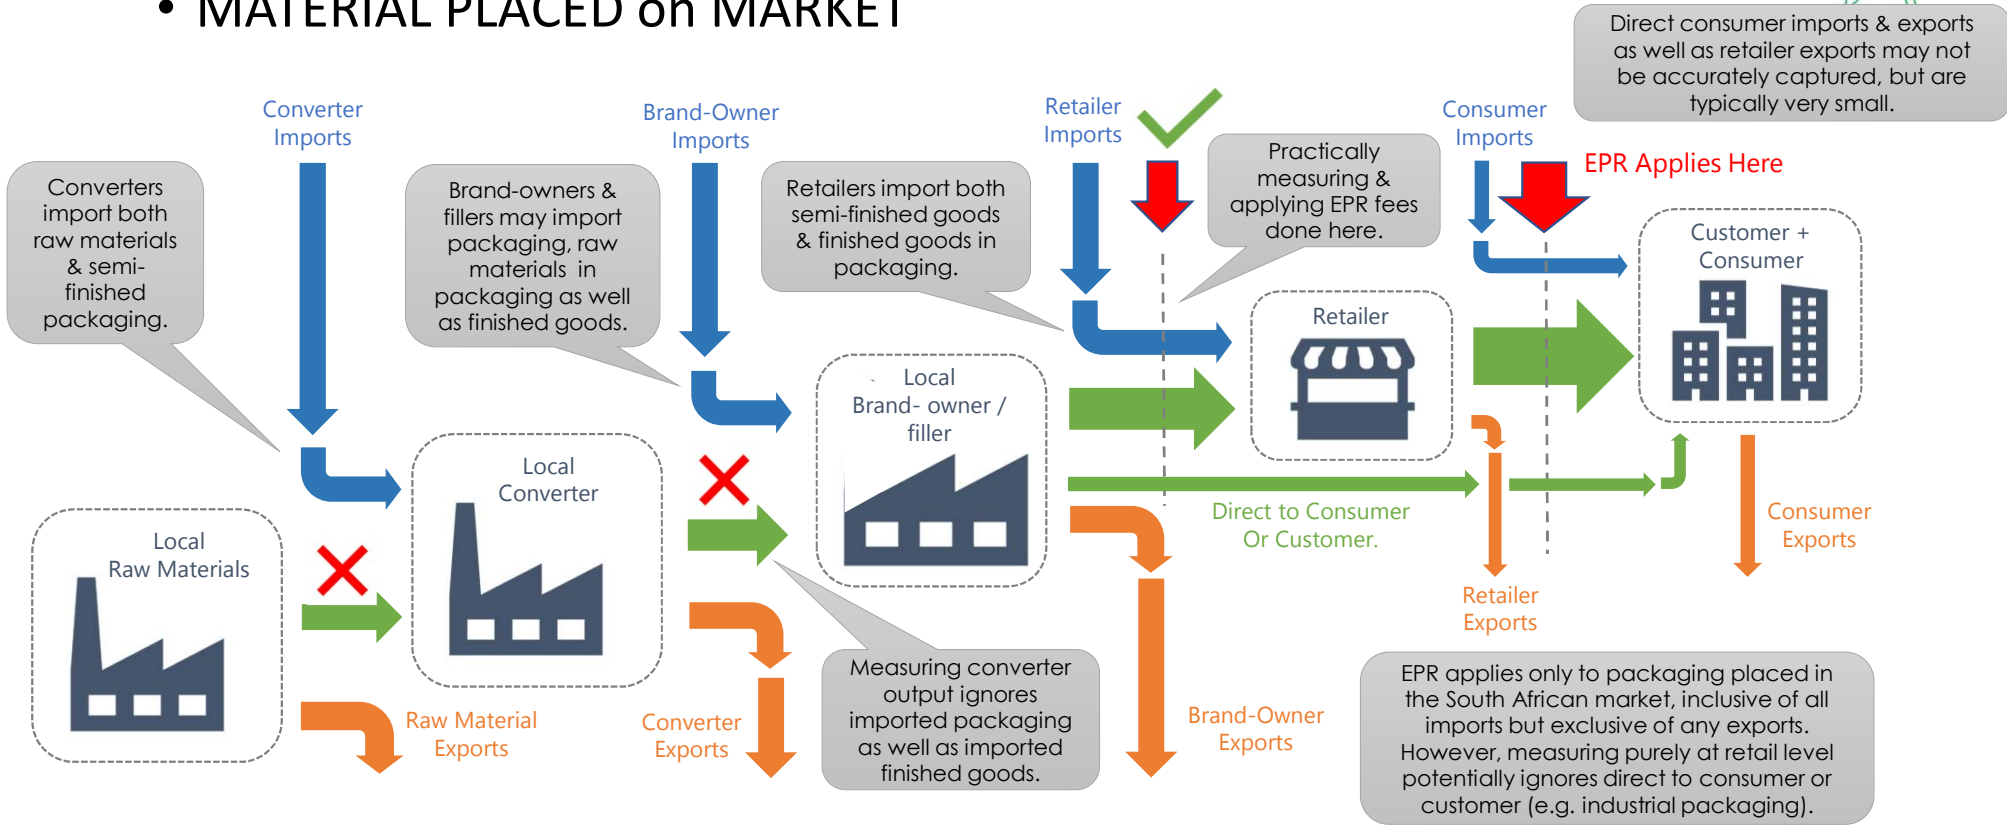 • MATERIAL PLACED on MARKET
Direct consumer imports & exports
as well as retailer exports may not
be accurately captured, but are
typically very small.
Converter
Imports
Brand-Owner
Imports
Retailer
Imports
Consumer
Imports
EPR Applies Here
Converters
import both
raw materials
& semi-
finished
packaging.
Brand-owners &
fillers may import
packaging, raw
materials in
packaging as well
as finished goods.
Retailers import both
semi-finished goods
& finished goods in
packaging.
Practically
measuring &
applying EPR fees
done here.
Customer +
Consumer
Retailer
Local
Brand- owner /
filler
Local
Converter
Local
Raw Materials
Direct to Consumer
Or Customer.
Consumer
Exports
Retailer
Exports
Raw Material
Exports
Converter
Exports
Measuring converter
output ignores
imported packaging
as well as imported
finished goods.
Brand-Owner
Exports
EPR applies only to packaging placed in
the South African market, inclusive of all
imports but exclusive of any exports.
However, measuring purely at retail level
potentially ignores direct to consumer or
customer (e.g. industrial packaging).